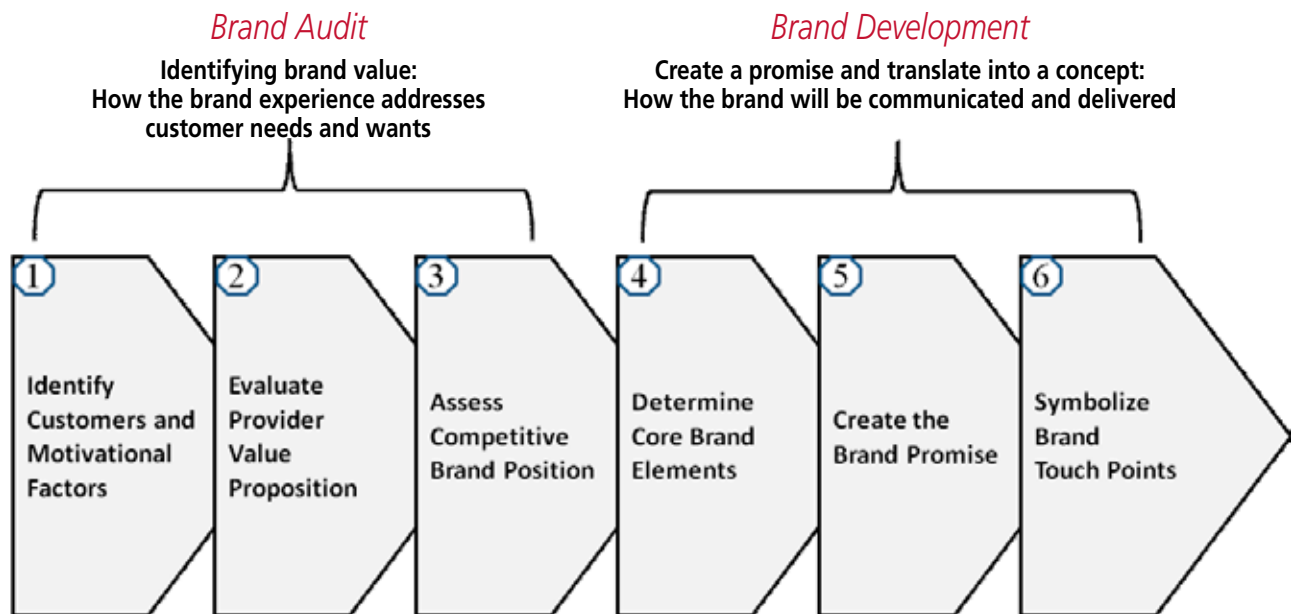 Brand Audit
Identifying brand value:
How the brand experience addresses
customer needs and wants
Brand Development
Create a promise and translate into a concept:
How the brand will be communicated and delivered
1
Identify
Customers and
Motivational
Factors
2
Evaluate
Provider
Value
Proposition
3
Assess
Competitive
Brand Position
4
Determine
Core Brand
Elements
5
Create the
Brand Promise
6
Symbolize
Brand
Touch Points